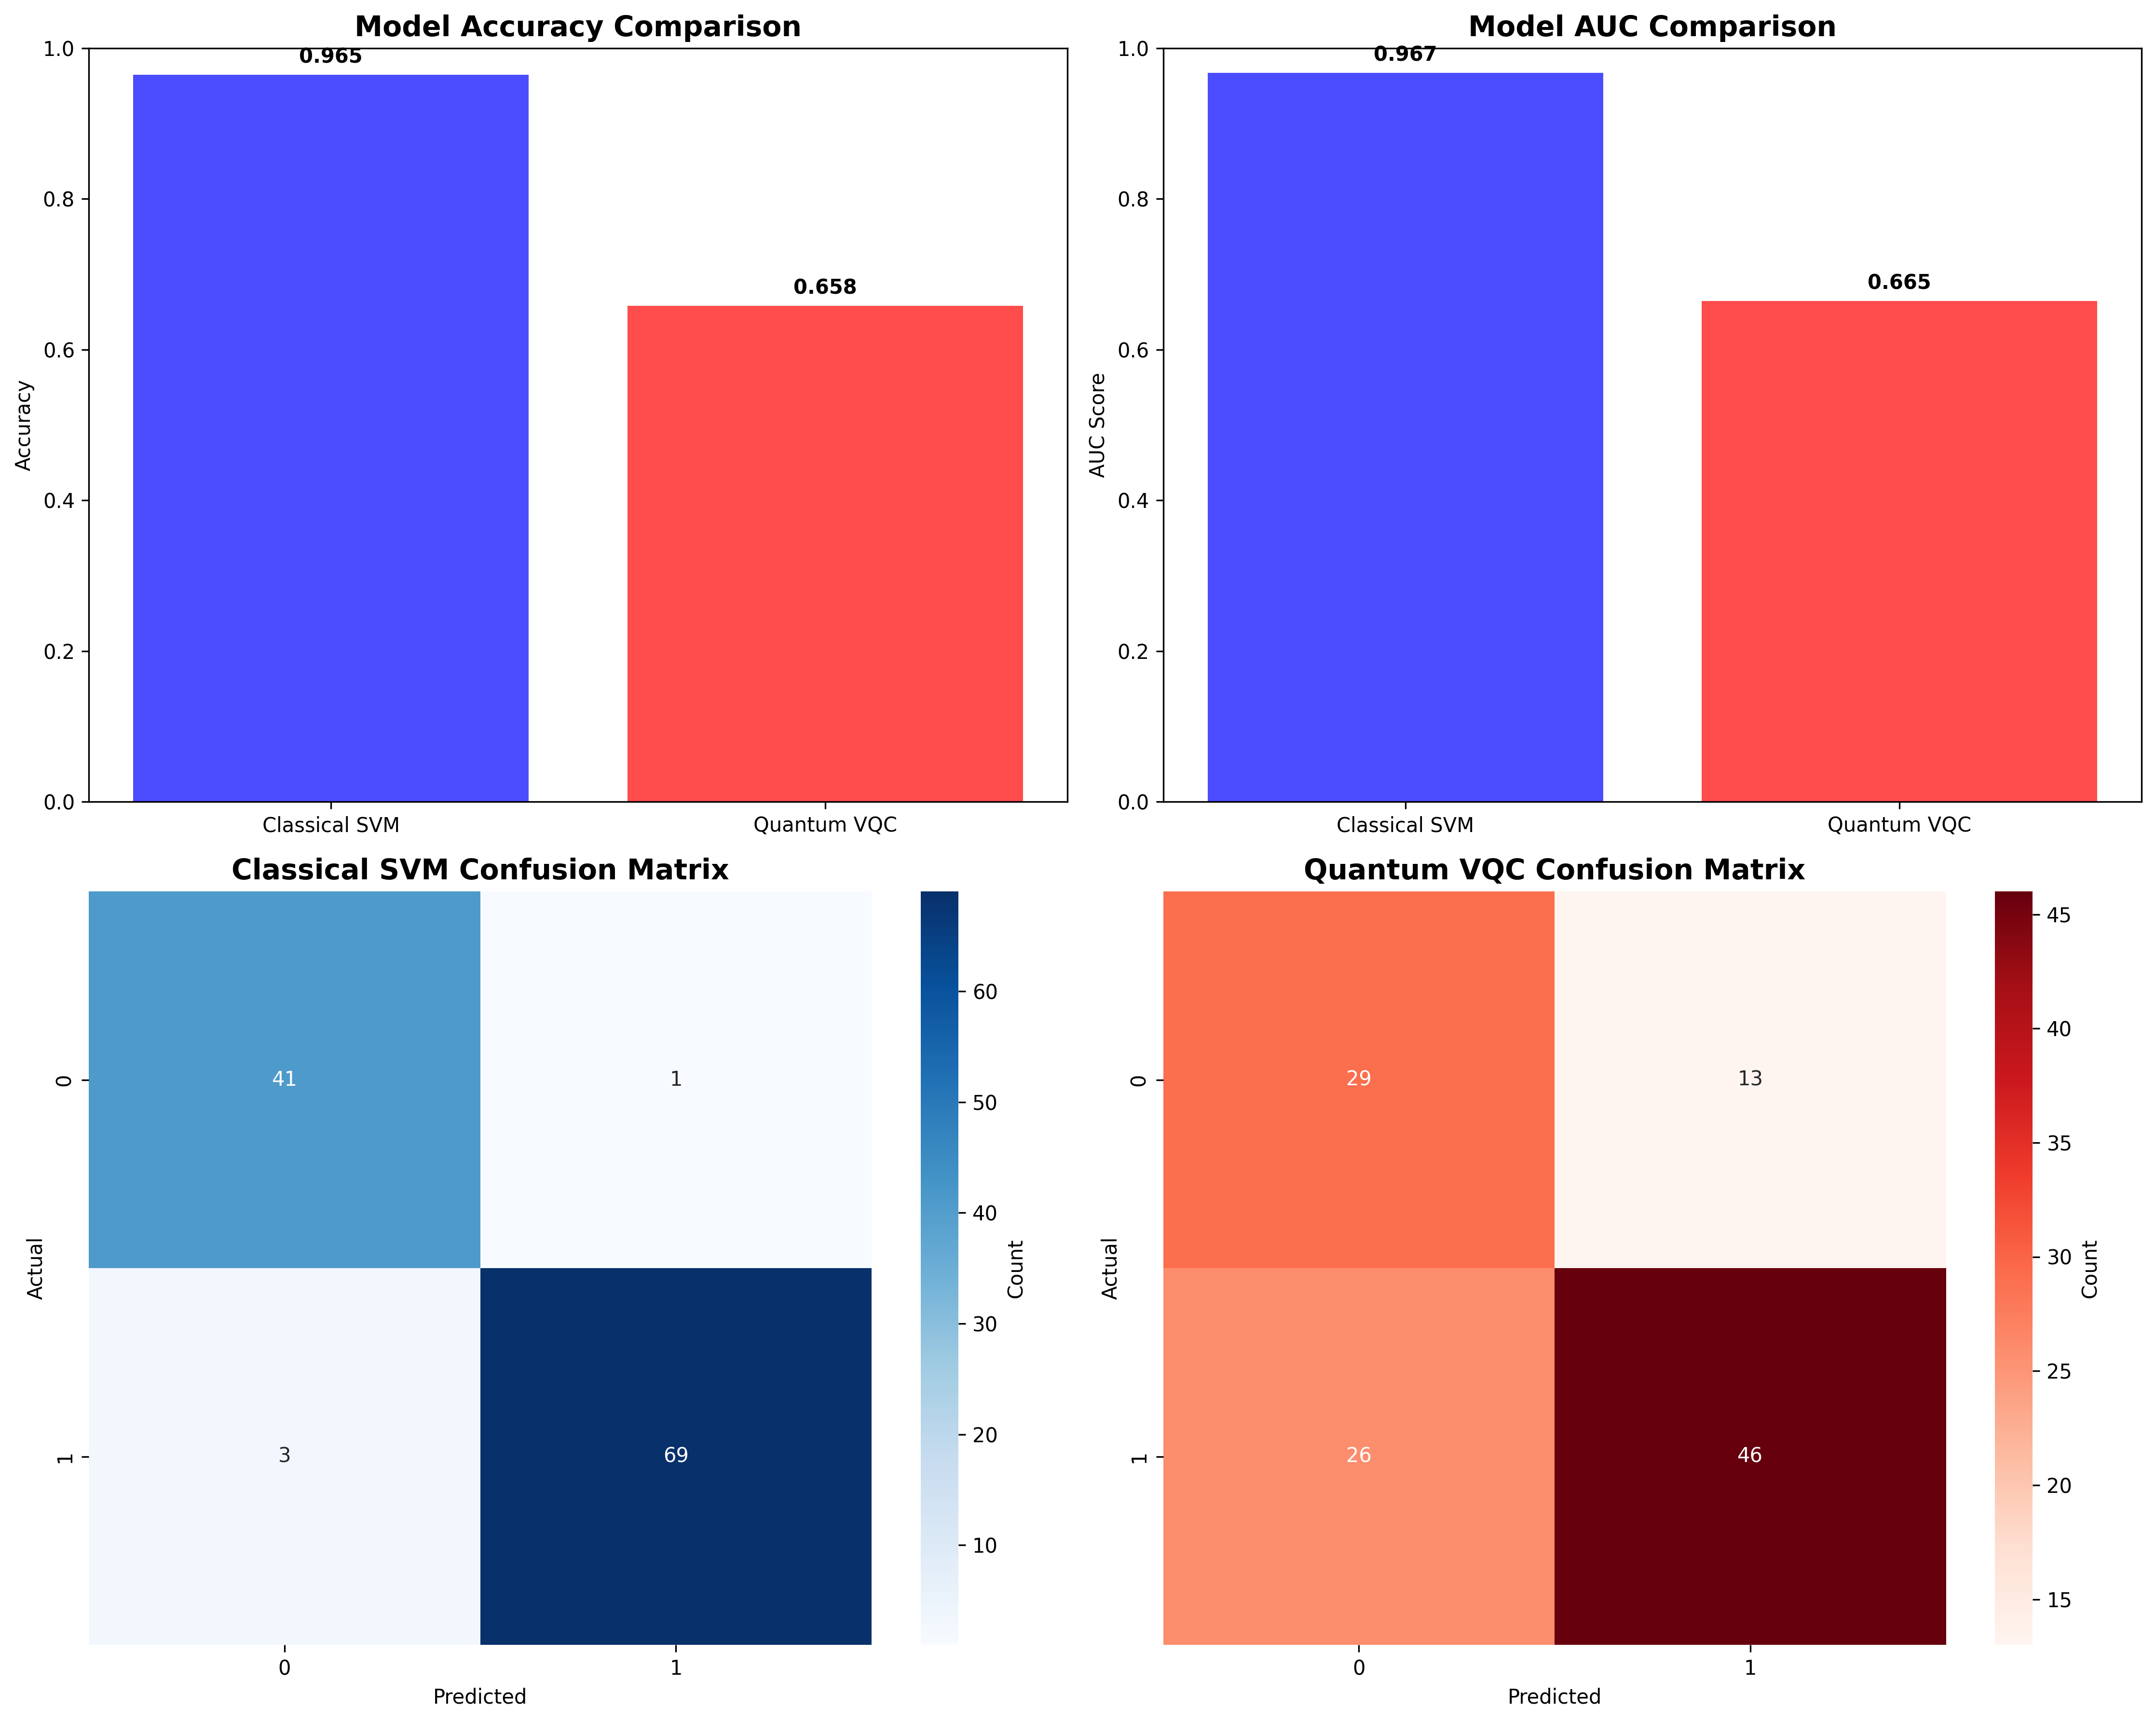 Model Accuracy Comparison
1.0
0.8
0.6
0.4
0.2
0.0
Accuracy
0.965
0.658
Classical SVM
Quantum VQC
Model AUC Comparison
1.0
0.8
0.6
0.4
0.2
0.0
AUC Score
0.967
0.665
Classical SVM
Quantum VQC
Classical SVM Confusion Matrix
Actual
0
1
41
1
3
69
0
1
Predicted
60
50
40
30
20
10
Count
Quantum VQC Confusion Matrix
Actual
0
1
29
13
26
46
0
1
Predicted
45
40
35
30
25
20
15
Count